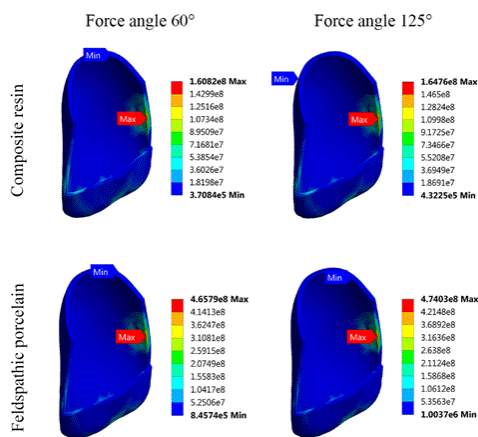 Force angle 60°
Force angle 125°
Composite resin
Min
Max
1.6082e8 Max
1.4299e8
1.2516e8
1.0734e8
8.9509e7
7.1681e7
5.3854e7
3.6026e7
1.8198e7
3.7084e5 Min
Min
Max
1.6476e8 Max
1.465e8
1.2824e8
1.0998e8
9.1725e7
7.3466e7
5.5208e7
3.6949e7
1.8691e7
4.3225e5 Min
Feldspathic porcelain
Min
Max
4.6579e8 Max
4.1413e8
3.6247e8
3.1081e8
2.5915e8
2.0749e8
1.5583e8
1.0417e8
5.2506e7
8.4574e5 Min
Min
Max
4.7403e8 Max
4.2148e8
3.6892e8
3.1636e8
2.638e8
2.1124e8
1.5868e8
1.0612e8
5.3563e7
1.0037e6 Min